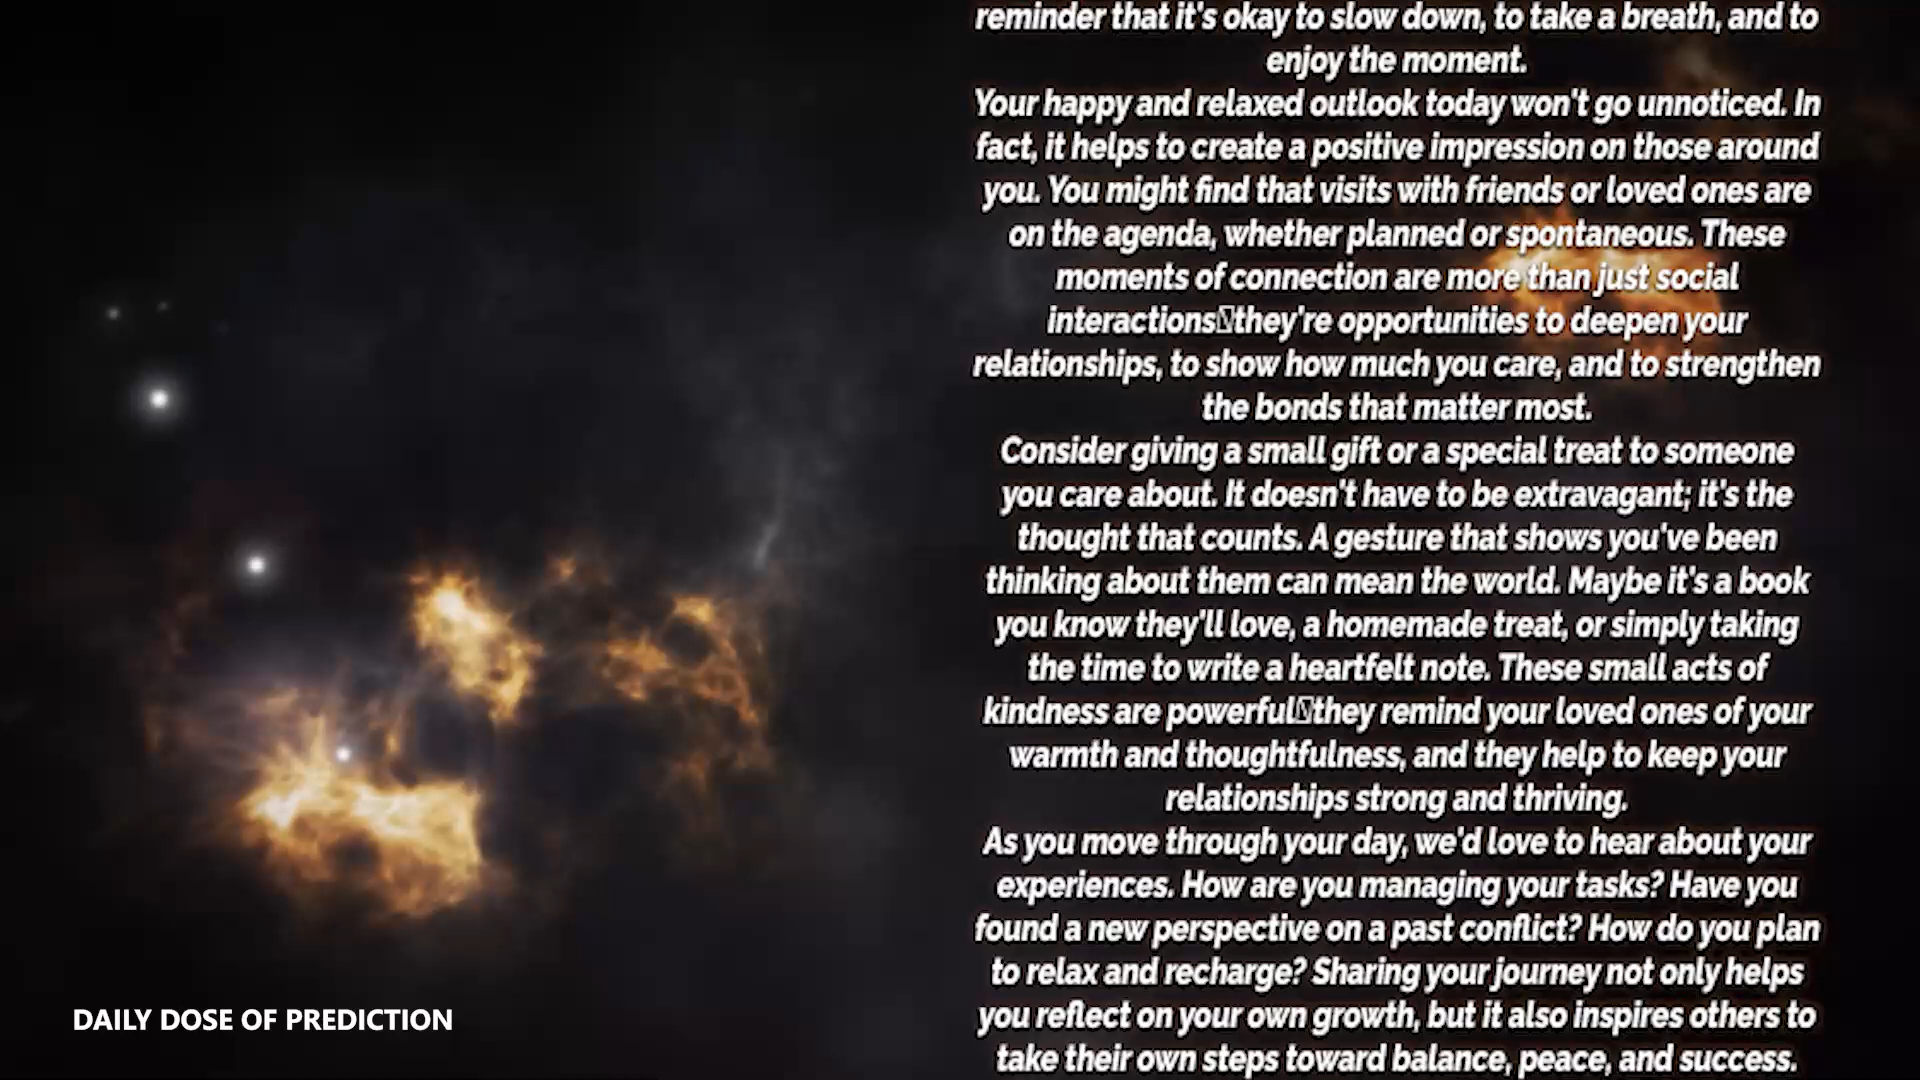 reminder that it's okay to slow down, to take a breath, and to
enjoy the moment.
Your happy and relaxed outlook today won't go unnoticed. In
fact, it helps to create a positive impression on those around
you. You might find that visits with friends or loved ones are
on the agenda, whether planned or spontaneous. These
moments of connection are more than just social
interactions▯they're opportunities to deepen your
relationships, to show how much you care, and to strengthen
the bonds that matter most.
Consider giving a small gift or a special treat to someone
you care about. It doesn't have to be extravagant; it's the
thought that counts. A gesture that shows you've been
thinking about them can mean the world. Maybe it's a book
you know they'll love, a homemade treat, or simply taking
the time to write a heartfelt note. These small acts of
kindness are powerful▯they remind your loved ones of your
warmth and thoughtfulness, and they help to keep your
relationships strong and thriving.
As you move through your day, we'd love to hear about your
experiences. How are you managing your tasks? Have you
found a new perspective on a past conflict? How do you plan
to relax and recharge? Sharing your journey not only helps
you reflect on your own growth, but it also inspires others to
take their own steps toward balance, peace, and success.
DAILY DOSE OF PREDICTION